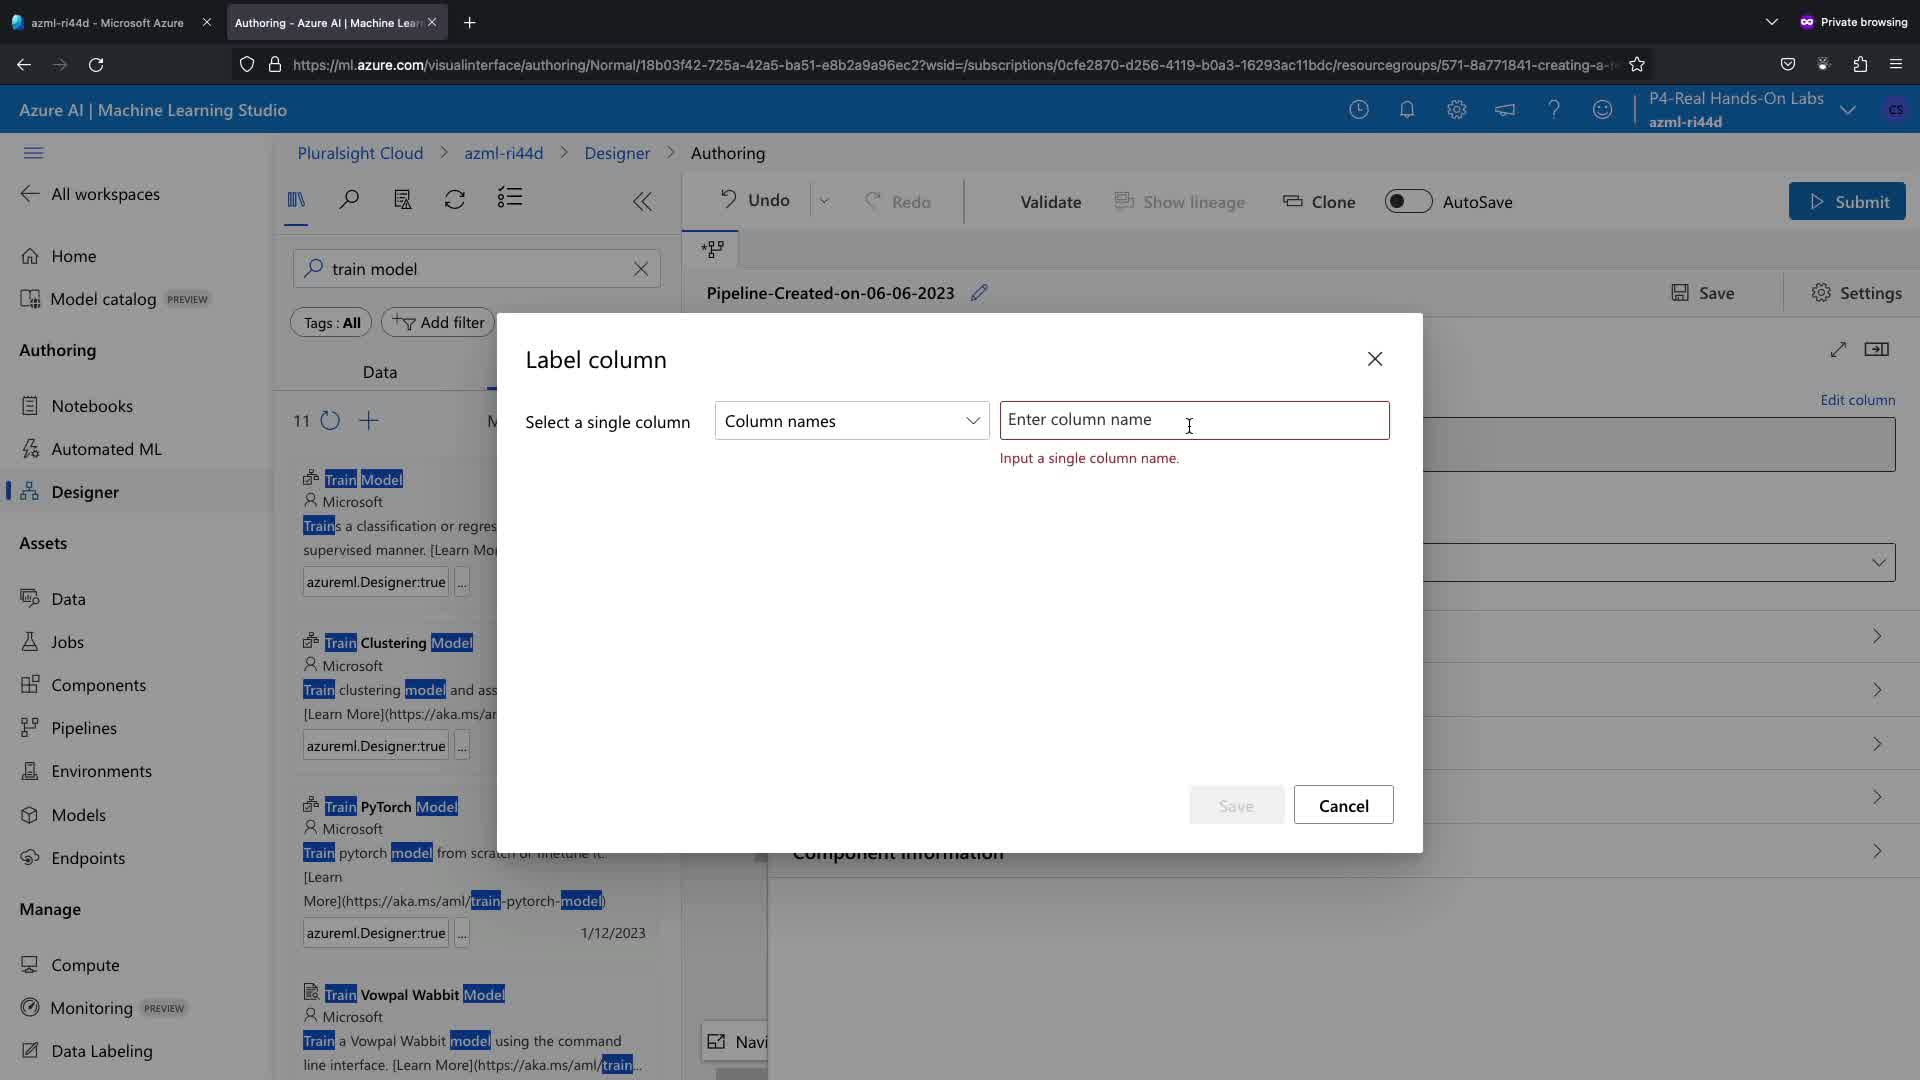 azml-ri44d - Microsoft Azure
Authoring - Azure AI | Machine Lear
Private browsing
https://ml.azure.com/visualinterface/authoring/Normal/18b03f42-725a-42a5-ba51-e8b2a9a96ec2?wsid=/subscriptions/0cfe2870-d256-4119-b0a3-16293ac11bdc/resourcegroups/571-8a771841-creating-a-
Azure AI | Machine Learning Studio
P4-Real Hands-On Labs
azml-ri44d
CS
Pluralsight Cloud > azml-ri44d > Designer > Authoring
All workspaces
Home
Model catalog PREVIEW
Authoring
Notebooks
Automated ML
Designer
Assets
Data
Jobs
Components
Pipelines
Environments
Models
Endpoints
Manage
Compute
Monitoring PREVIEW
Data Labeling
train model
Tags : All
Add filter
Data
11
Train Model
Microsoft
Trains a classification or regres
supervised manner. [Learn Mo
azureml.Designer:true ...
Train Clustering Model
Microsoft
Train clustering model and ass
[Learn More](https://aka.ms/ar
azureml.Designer:true ...
Train PyTorch Model
Microsoft
Train pytorch model from scratch or finetune it.
[Learn
More](https://aka.ms/aml/train-pytorch-model)
azureml.Designer:true ...
1/12/2023
Train Vowpal Wabbit Model
Microsoft
Train a Vowpal Wabbit model using the command
line interface. [Learn More](https://aka.ms/aml/train...
Undo
Redo
Validate
Show lineage
Clone
AutoSave
Submit
Pipeline-Created-on-06-06-2023
Save
Settings
Edit column
Label column
Select a single column
Column names
Enter column name
Input a single column name.
Save
Cancel
Component information
Navi